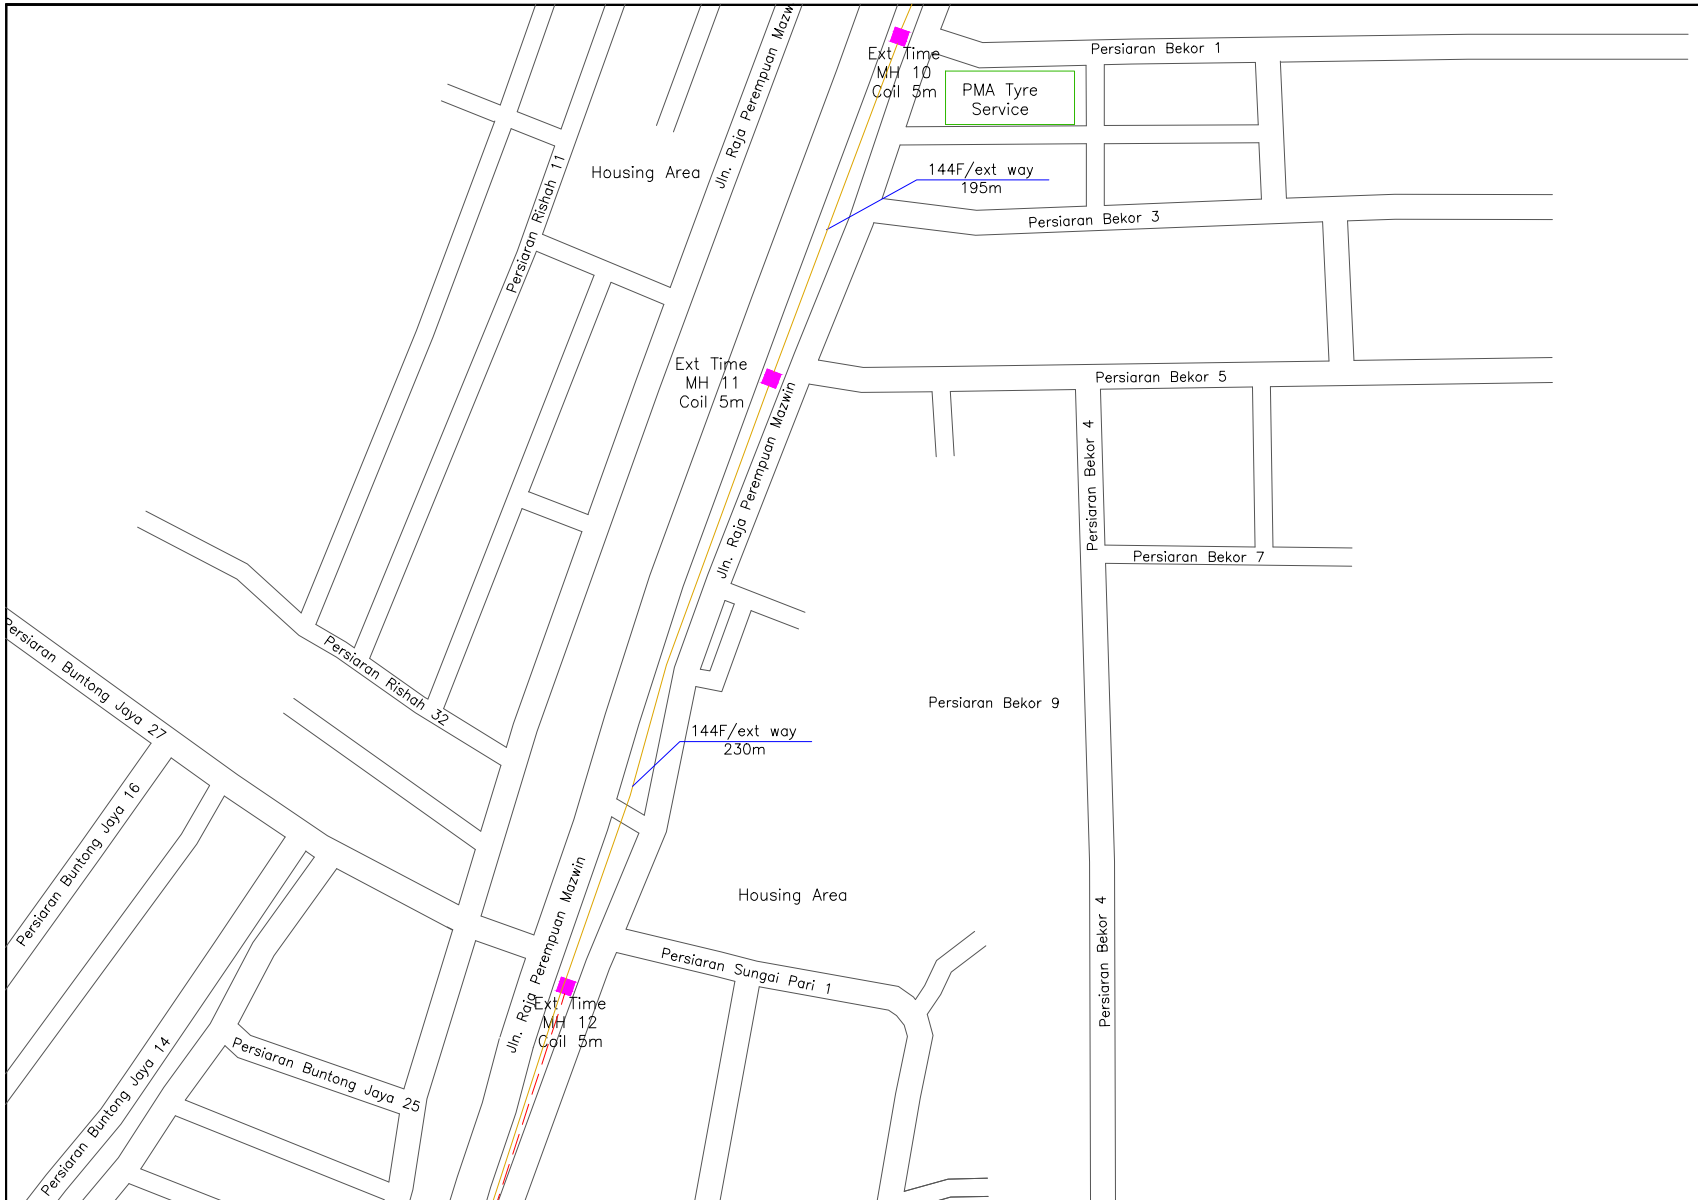 Jln. Raja Perempuan Mazwin
Ext Time
MH 10
Coil 5m
Persiaran Bekor 1
PMA Tyre
Service
Persiaran Rishah 11
Housing Area
144F/ext way
195m
Persiaran Bekor 3
Ext Time
MH 11
Coil 5m
Persiaran Bekor 5
Jln. Raja Perempuan Mazwin
Persiaran Bekor 4
Persiaran Bekor 7
Persiaran Buntong Jaya 27
Persiaran Rishah 32
Persiaran Bekor 9
144F/ext way
230m
Persiaran Buntong Jaya 16
Housing Area
Jln. Raja Perempuan Mazwin
Persiaran Bekor 4
Persiaran Sungai Pari 1
Ext Time
MH 12
Coil 5m
Persiaran Buntong Jaya 14
Persiaran Buntong Jaya 25